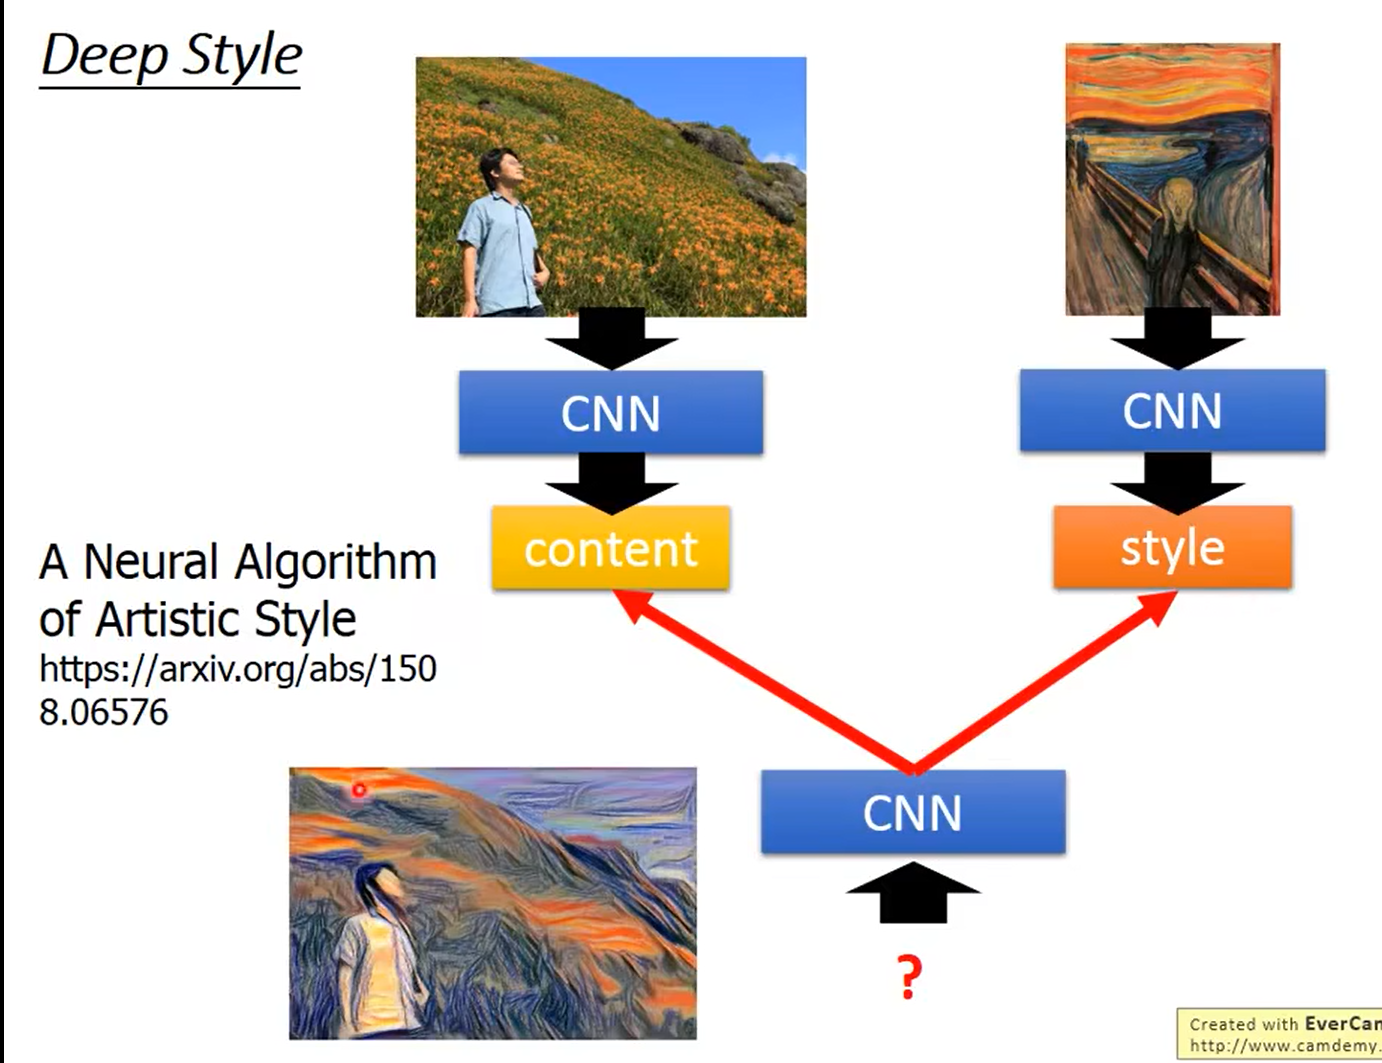 Deep Style
CNN
CNN
content
style
A Neural Algorithm
of Artistic Style
https://arxiv.org/abs/150
8.06576
CNN
?
Created with EverCam
http://www.camdemy.